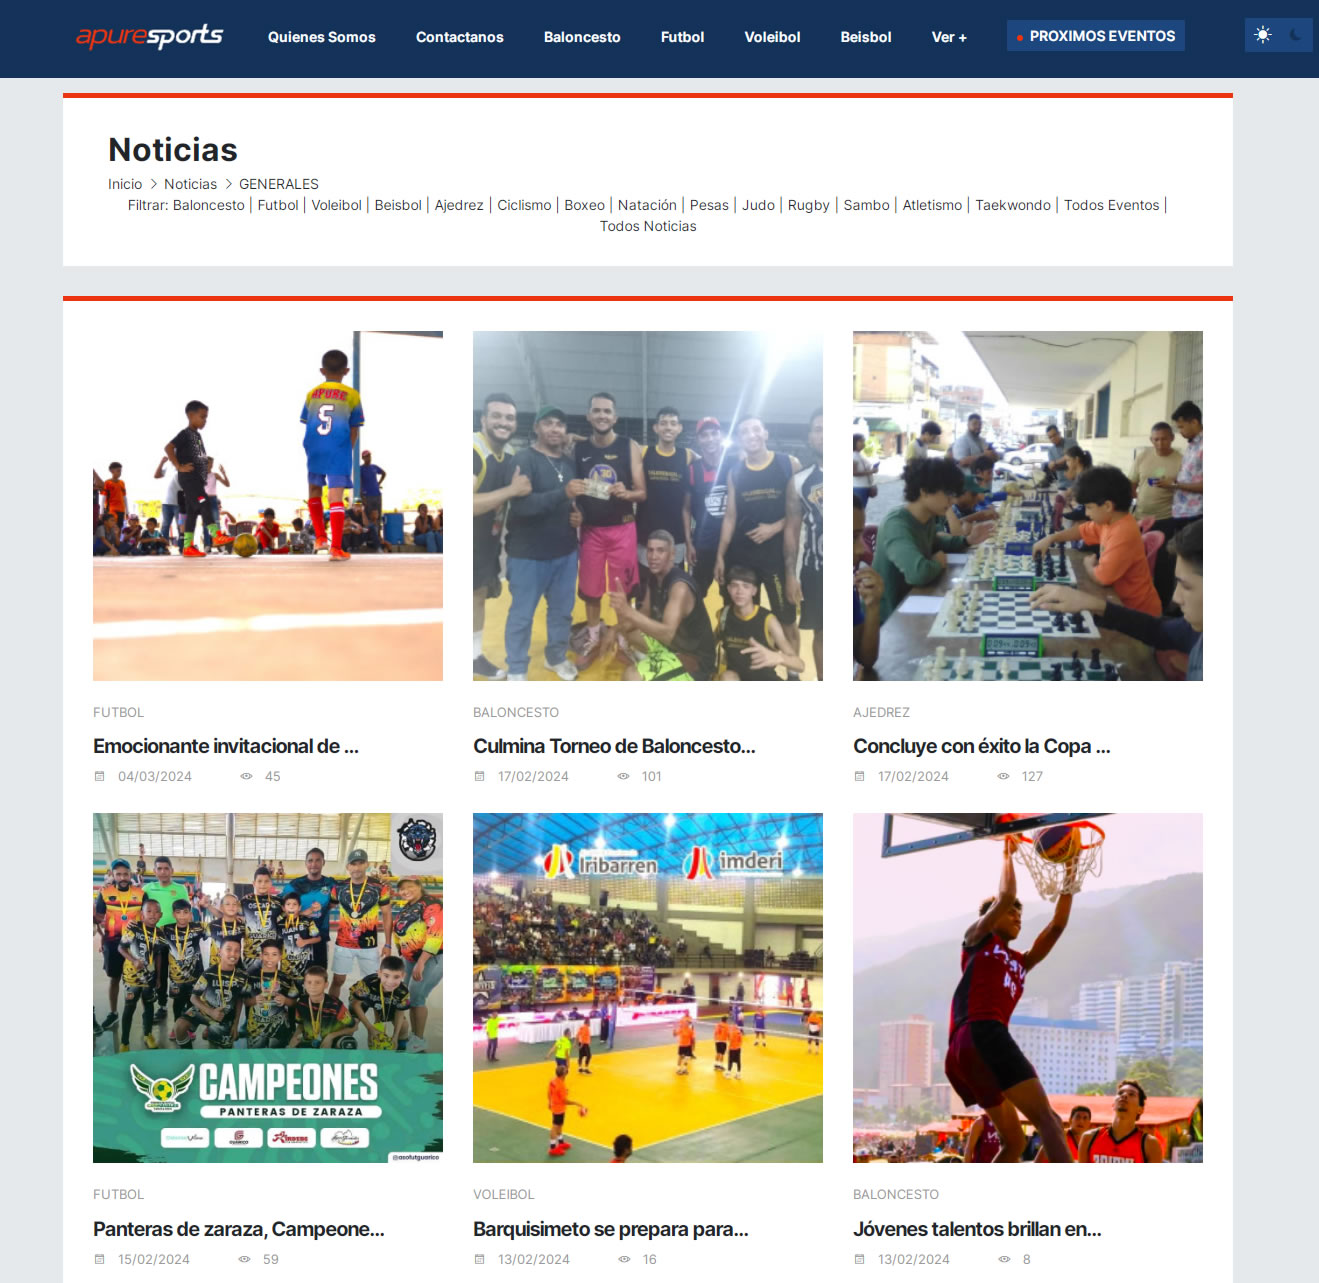 apuresports
Quienes Somos
Contactanos
Baloncesto
Futbol
Voleibol
Beisbol
Ver +
PROXIMOS EVENTOS
Noticias
Inicio > Noticias > GENERALES
Filtrar: Baloncesto | Futbol | Voleibol | Beisbol | Ajedrez | Ciclismo | Boxeo | Natación | Pesas | Judo | Rugby | Sambo | Atletismo | Taekwondo | Todos Eventos |
Todos Noticias
APURE
5
FUTBOL
Emocionante invitacional de ...
04/03/2024 45
BALONCESTO
Culmina Torneo de Baloncesto...
17/02/2024 101
AJEDREZ
Concluye con éxito la Copa ...
17/02/2024 127
CAMPEONES
PANTERAS DE ZARAZA
@asofutguarico
FUTBOL
Panteras de zaraza, Campeone...
15/02/2024 59
Iribarren
imderi
VOLEIBOL
Barquisimeto se prepara para...
13/02/2024 16
BALONCESTO
Jóvenes talentos brillan en...
13/02/2024 8